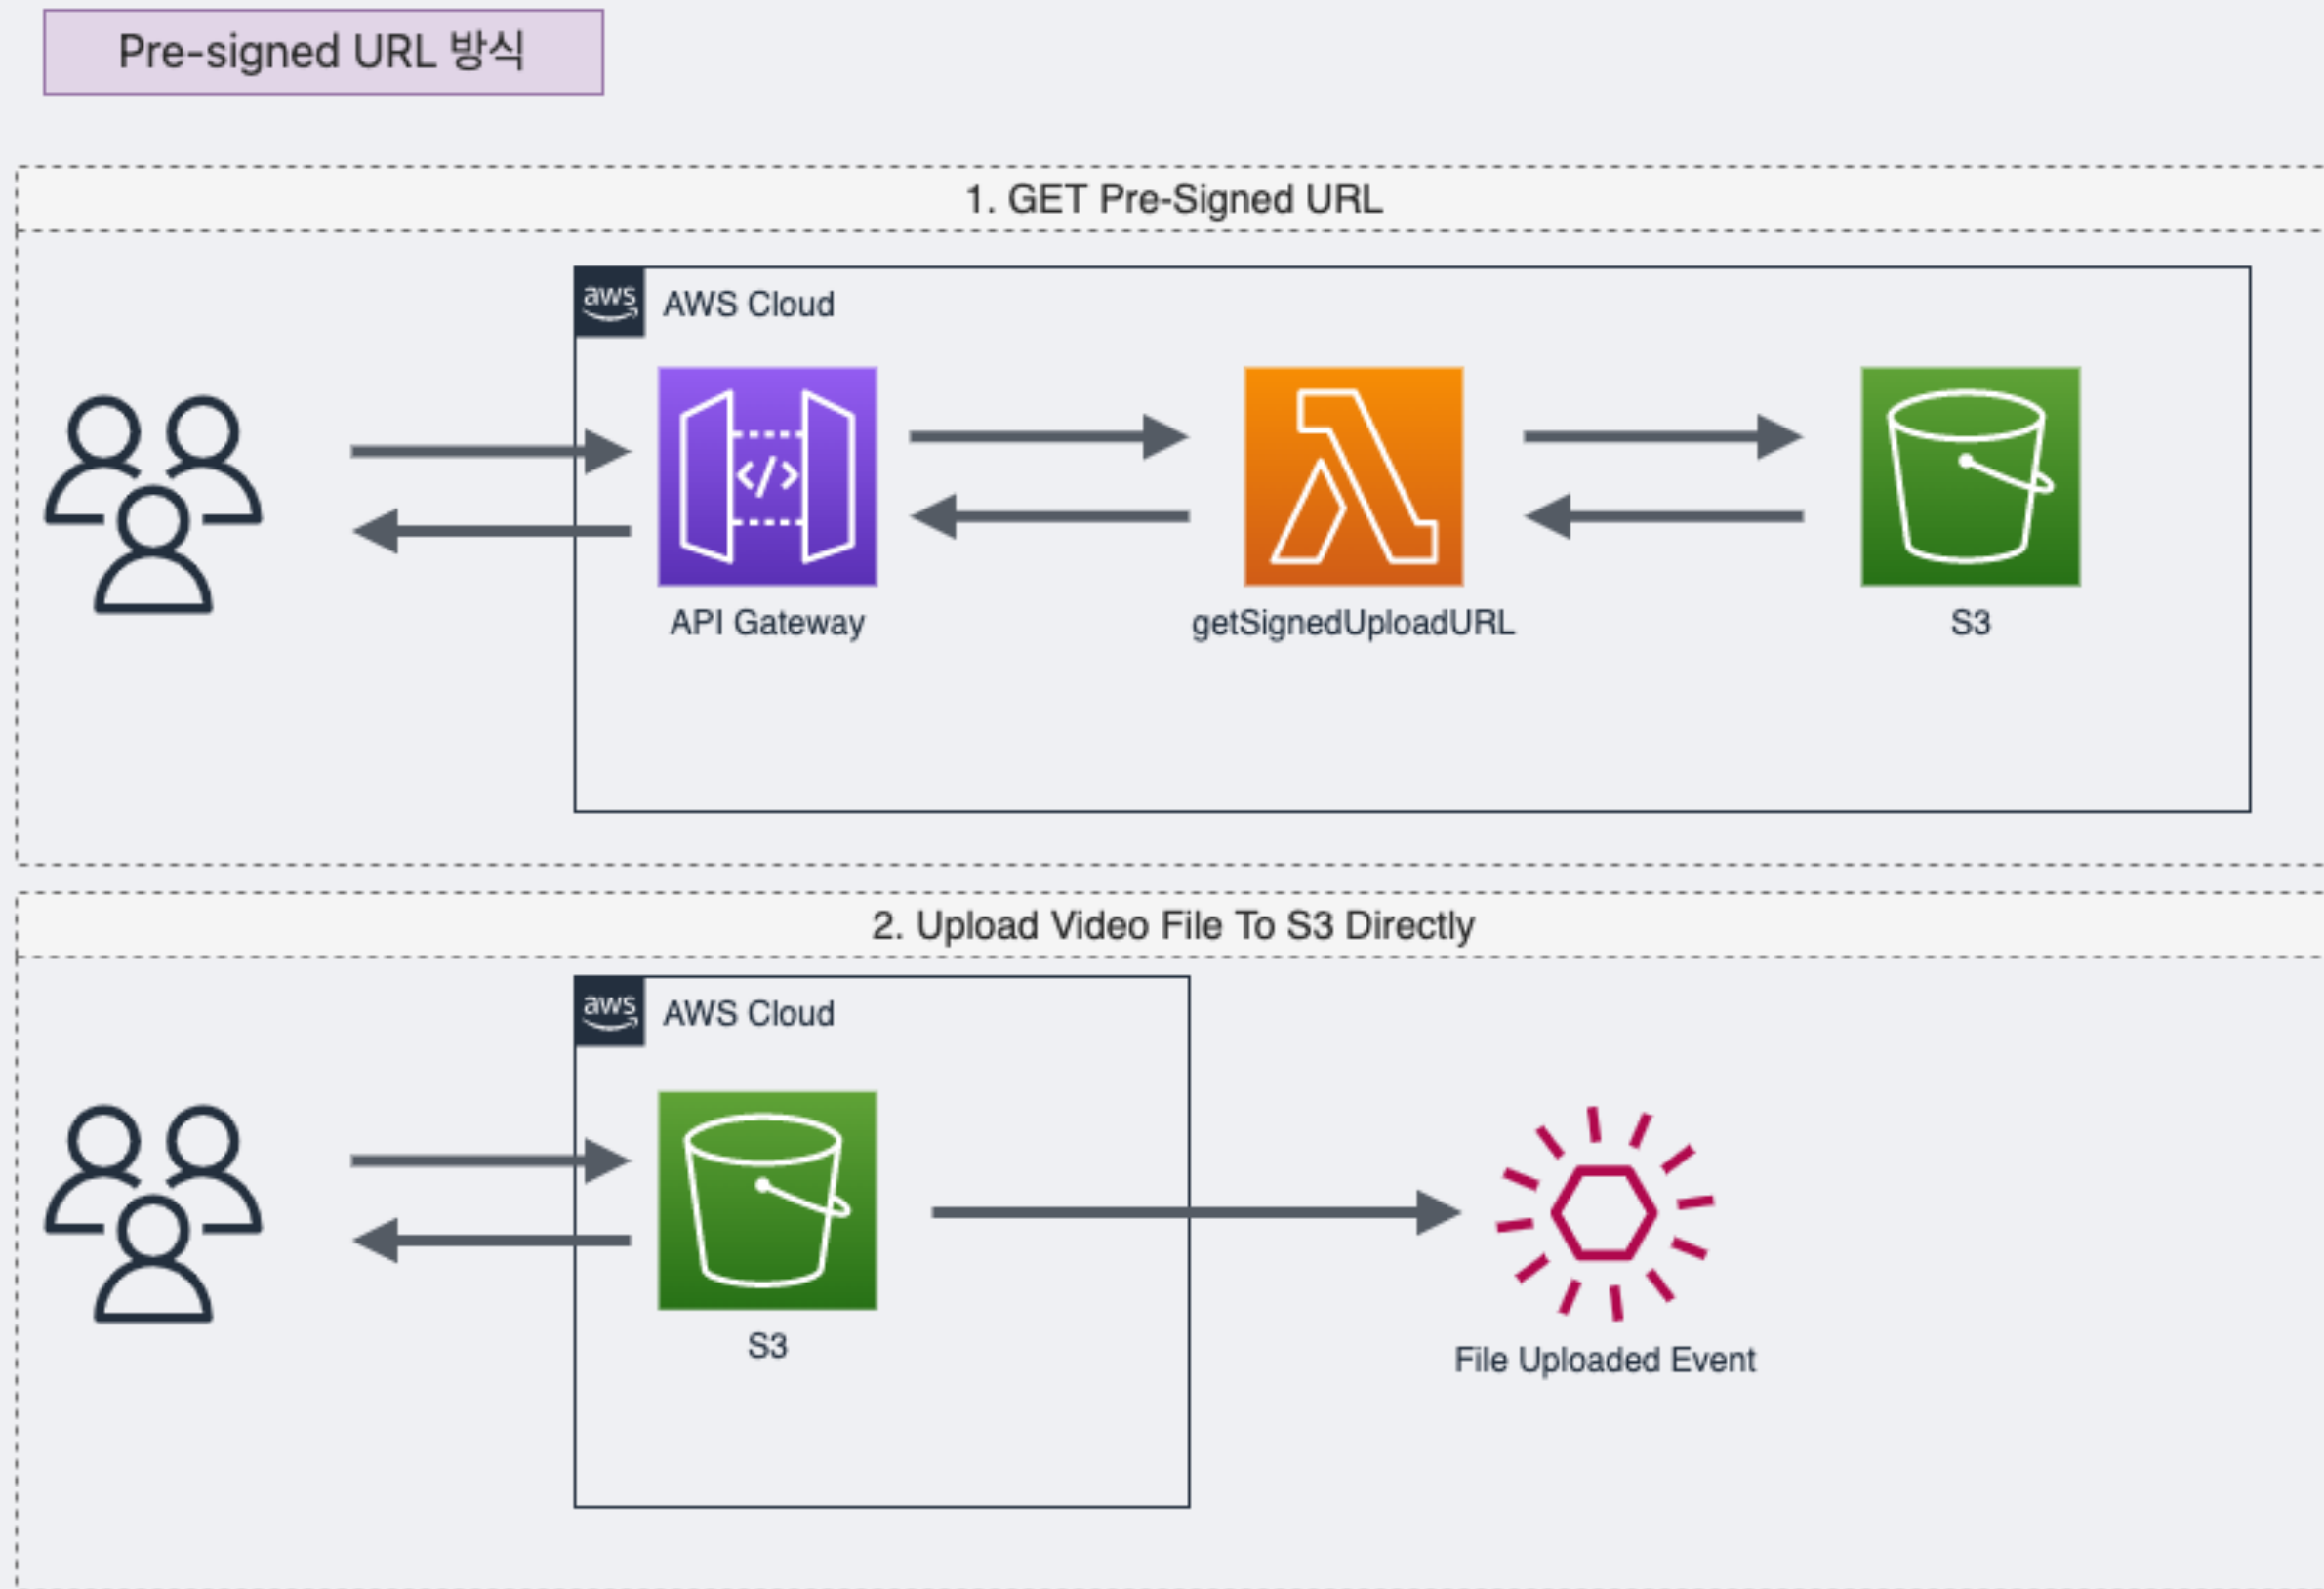 Pre-signed URL 방식
1. GET Pre-Signed URL
aws
AWS Cloud
</>
API Gateway
getSignedUploadURL
S3
2. Upload Video File To S3 Directly
aws
AWS Cloud
S3
File Uploaded Event